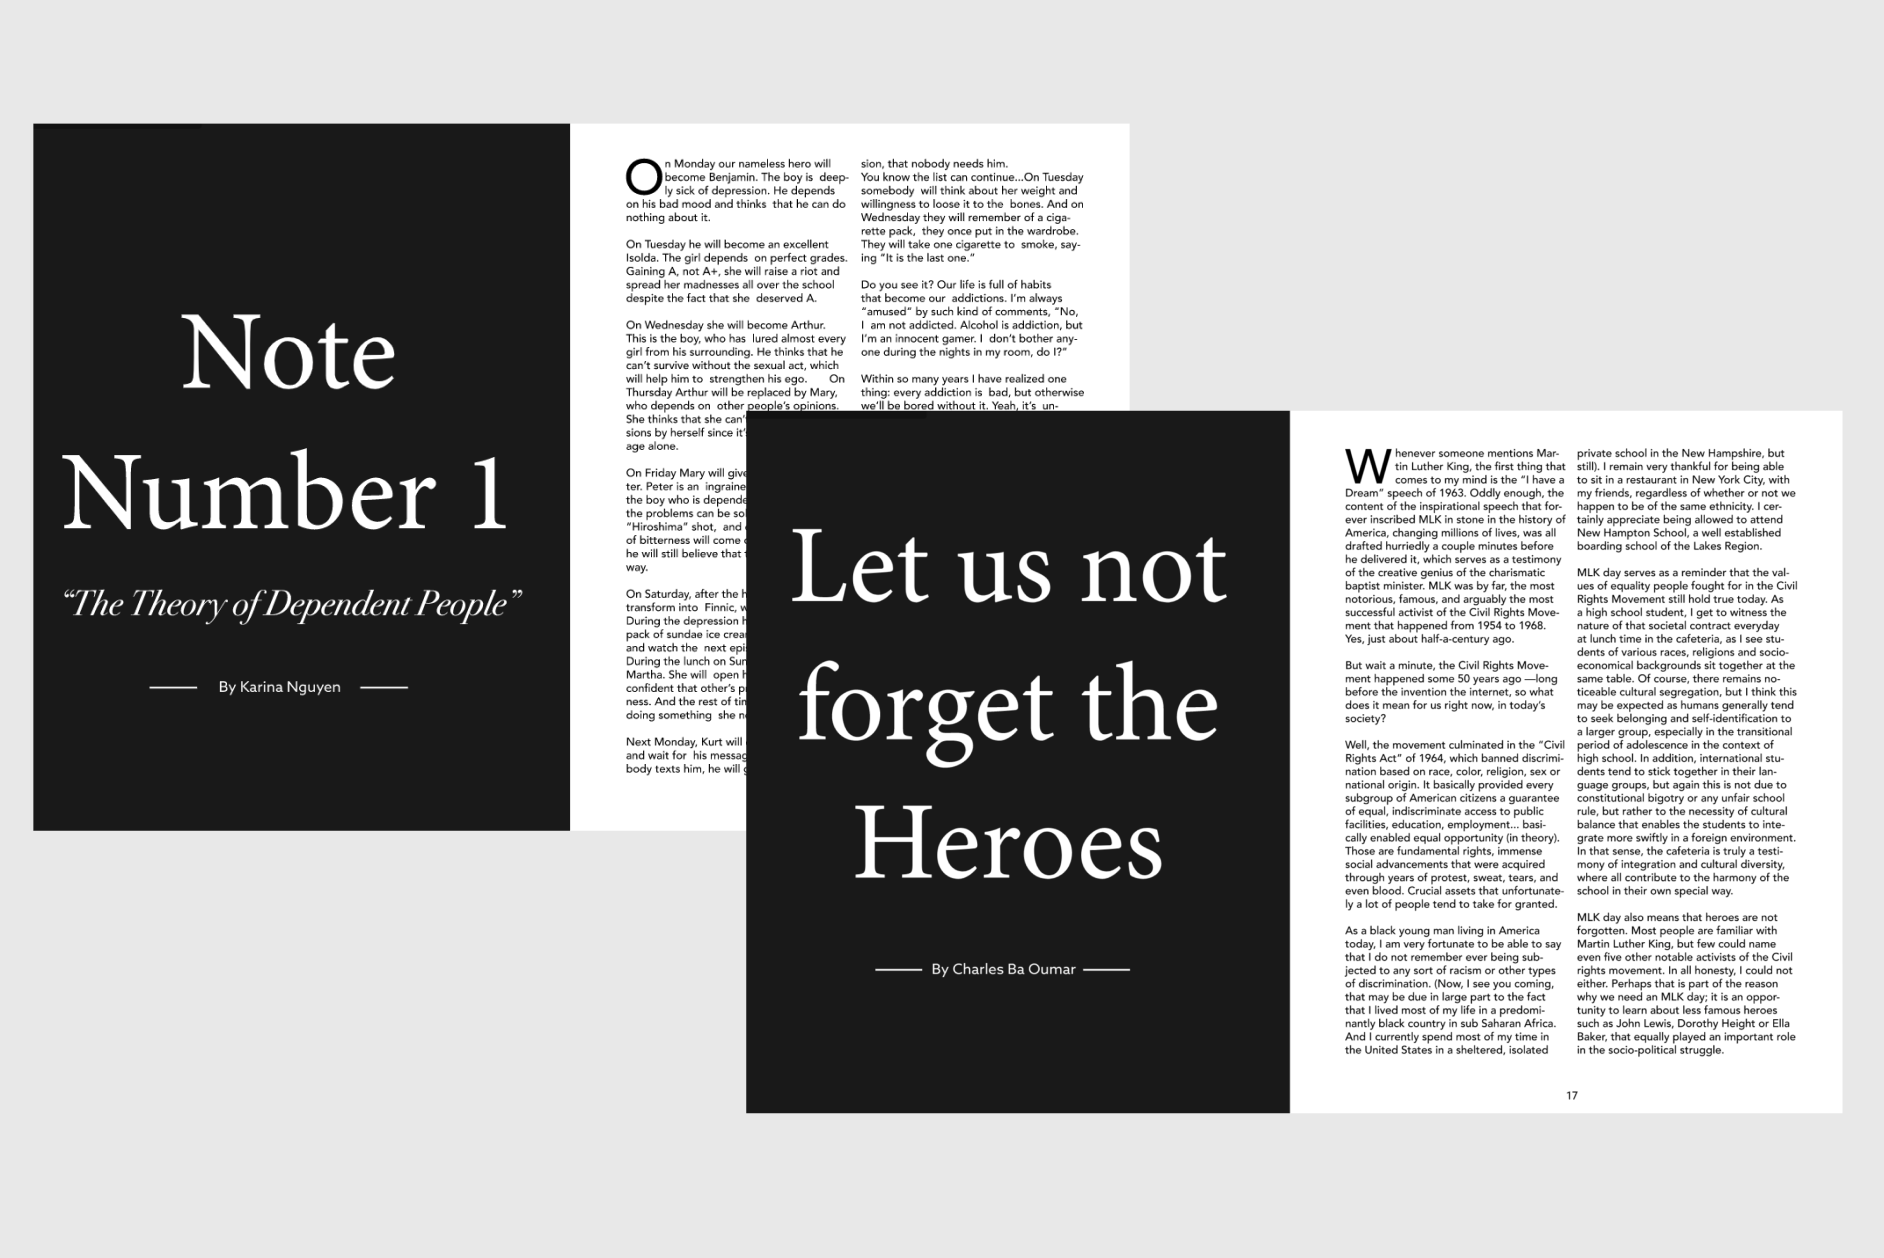 Note
Number 1
“The Theory of Dependent People”
By Karina Nguyen
On Monday our nameless hero will
become Benjamin. The boy is deep-
ly sick of depression. He depends
on his bad mood and thinks that he can do
nothing about it.
On Tuesday he will become an excellent
Isolda. The girl depends on perfect grades.
Gaining A, not A+, she will raise a riot and
spread her madnesses all over the school
despite the fact that she deserved A.
On Wednesday she will become Arthur.
This is the boy, who has lured almost every
girl from his surrounding. He thinks that he
can’t survive without the sexual act, which
will help him to strengthen his ego. On
Thursday Arthur will be replaced by Mary,
who depends on other people’s opinions.
She thinks that she can’
sions by herself since it’s
age alone.
On Friday Mary will give
ter. Peter is an ingraine
the boy who is depende
the problems can be so
“Hiroshima” shot, and
of bitterness will come
he will still believe that
way.
On Saturday, after the
transform into Finnic,
During the depression
pack of sundae ice crea
and watch the next epi
During the lunch on Sun
Martha. She will open
confident that other’s p
ness. And the rest of tim
doing something she n
Next Monday, Kurt will
and wait for his messag
body texts him, he will
sion, that nobody needs him.
You know the list can continue...On Tuesday
somebody will think about her weight and
willingness to loose it to the bones. And on
Wednesday they will remember of a ciga-
rette pack, they once put in the wardrobe.
They will take one cigarette to smoke, say-
ing “It is the last one.”
Do you see it? Our life is full of habits
that become our addictions. I’m always
“amused” by such kind of comments, “No,
I am not addicted. Alcohol is addiction, but
I’m an innocent gamer. I don’t bother any-
one during the nights in my room, do I?”
Within so many years I have realized one
thing: every addiction is bad, but otherwise
we’ll be bored without it. Yeah, it’s un-
Let us not
forget the
Heroes
By Charles Ba Oumar
Whenever someone mentions Mar-
tin Luther King, the first thing that
comes to my mind is the “I have a
Dream” speech of 1963. Oddly enough, the
content of the inspirational speech that for-
ever inscribed MLK in stone in the history of
America, changing millions of lives, was all
drafted hurriedly a couple minutes before
he delivered it, which serves as a testimony
of the creative genius of the charismatic
baptist minister. MLK was by far, the most
notorious, famous, and arguably the most
successful activist of the Civil Rights Move-
ment that happened from 1954 to 1968.
Yes, just about half-a-century ago.
But wait a minute, the Civil Rights Move-
ment happened some 50 years ago —long
before the invention the internet, so what
does it mean for us right now, in today’s
society?
Well, the movement culminated in the “Civil
Rights Act” of 1964, which banned discrimi-
nation based on race, color, religion, sex or
national origin. It basically provided every
subgroup of American citizens a guarantee
of equal, indiscriminate access to public
facilities, education, employment... basi-
cally enabled equal opportunity (in theory).
Those are fundamental rights, immense
social advancements that were acquired
through years of protest, sweat, tears, and
even blood. Crucial assets that unfortunate-
ly a lot of people tend to take for granted.
As a black young man living in America
today, I am very fortunate to be able to say
that I do not remember ever being sub-
jected to any sort of racism or other types
of discrimination. (Now, I see you coming,
that may be due in large part to the fact
that I lived most of my life in a predomi-
nantly black country in sub Saharan Africa.
And I currently spend most of my time in
the United States in a sheltered, isolated
private school in the New Hampshire, but
still). I remain very thankful for being able
to sit in a restaurant in New York City, with
my friends, regardless of whether or not we
happen to be of the same ethnicity. I cer-
tainly appreciate being allowed to attend
New Hampton School, a well established
boarding school of the Lakes Region.
MLK day serves as a reminder that the val-
ues of equality people fought for in the Civil
Rights Movement still hold true today. As
a high school student, I get to witness the
nature of that societal contract everyday
at lunch time in the cafeteria, as I see stu-
dents of various races, religions and socio-
economical backgrounds sit together at the
same table. Of course, there remains no-
ticeable cultural segregation, but I think this
may be expected as humans generally tend
to seek belonging and self-identification to
a larger group, especially in the transitional
period of adolescence in the context of
high school. In addition, international stu-
dents tend to stick together in their lan-
guage groups, but again this is not due to
constitutional bigotry or any unfair school
rule, but rather to the necessity of cultural
balance that enables the students to inte-
grate more swiftly in a foreign environment.
In that sense, the cafeteria is truly a testi-
mony of integration and cultural diversity,
where all contribute to the harmony of the
school in their own special way.
MLK day also means that heroes are not
forgotten. Most people are familiar with
Martin Luther King, but few could name
even five other notable activists of the Civil
rights movement. In all honesty, I could not
either. Perhaps that is part of the reason
why we need an MLK day; it is an oppor-
tunity to learn about less famous heroes
such as John Lewis, Dorothy Height or Ella
Baker, that equally played an important role
in the socio-political struggle.
17